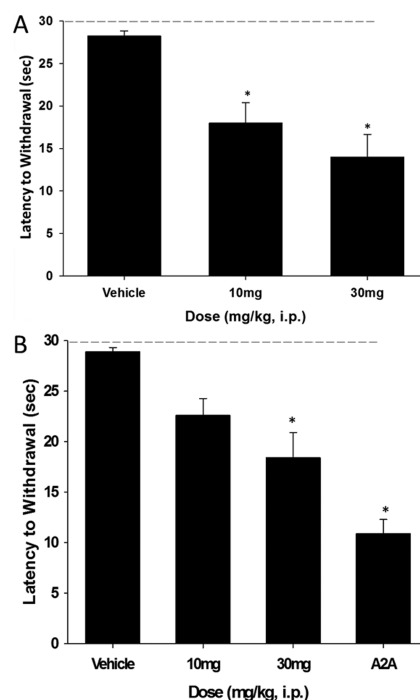 A
Latency to Withdrawal (sec)
30
25
20
15
10
5
0
*
*
Vehicle
10mg
30mg
Dose (mg/kg, i.p.)
B
Latency to Withdrawal (sec)
30
25
20
15
10
5
0
*
*
Vehicle
10mg
30mg
A2A
Dose (mg/kg, i.p.)